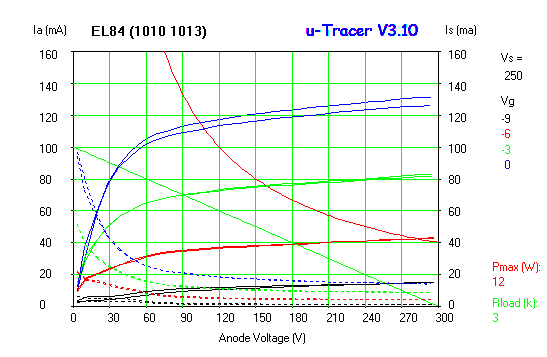 Ia (mA) EL84 (1010 1013) u-Tracer V3.10 Is (ma)
160 160
140 140
120 120
100 100
80 80
60 60
40 40
20 20
0 0
0 30 60 90 120 150 180 210 240 270 300
Anode Voltage (V)
Vs =
250
Vg
-9
-6
-3
0
Pmax (W):
12
Rload (k):
3